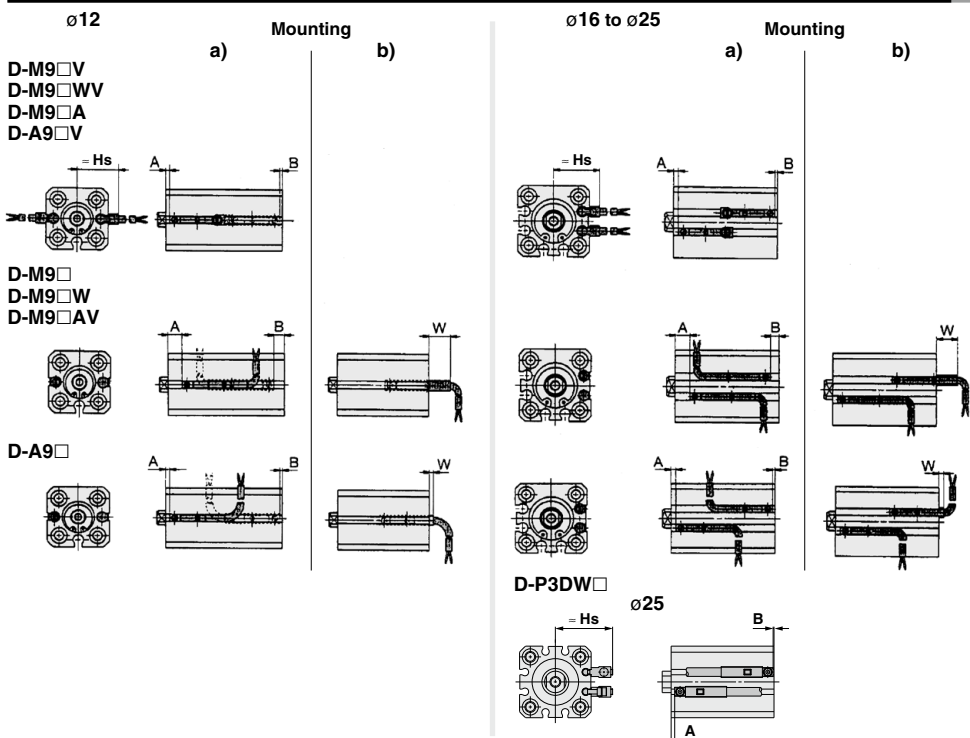 ø12
Mounting
a)
b)
D-M9□V
D-M9□WV
D-M9□A
D-A9□V
≈ Hs
A
B
D-M9□
D-M9□W
D-M9□AV
A
B
W
D-A9□
A
B
W
ø16 to ø25
Mounting
a)
b)
≈ Hs
A
B
A
B
W
A
B
W
D-P3DW□
ø25
≈ Hs
B
A